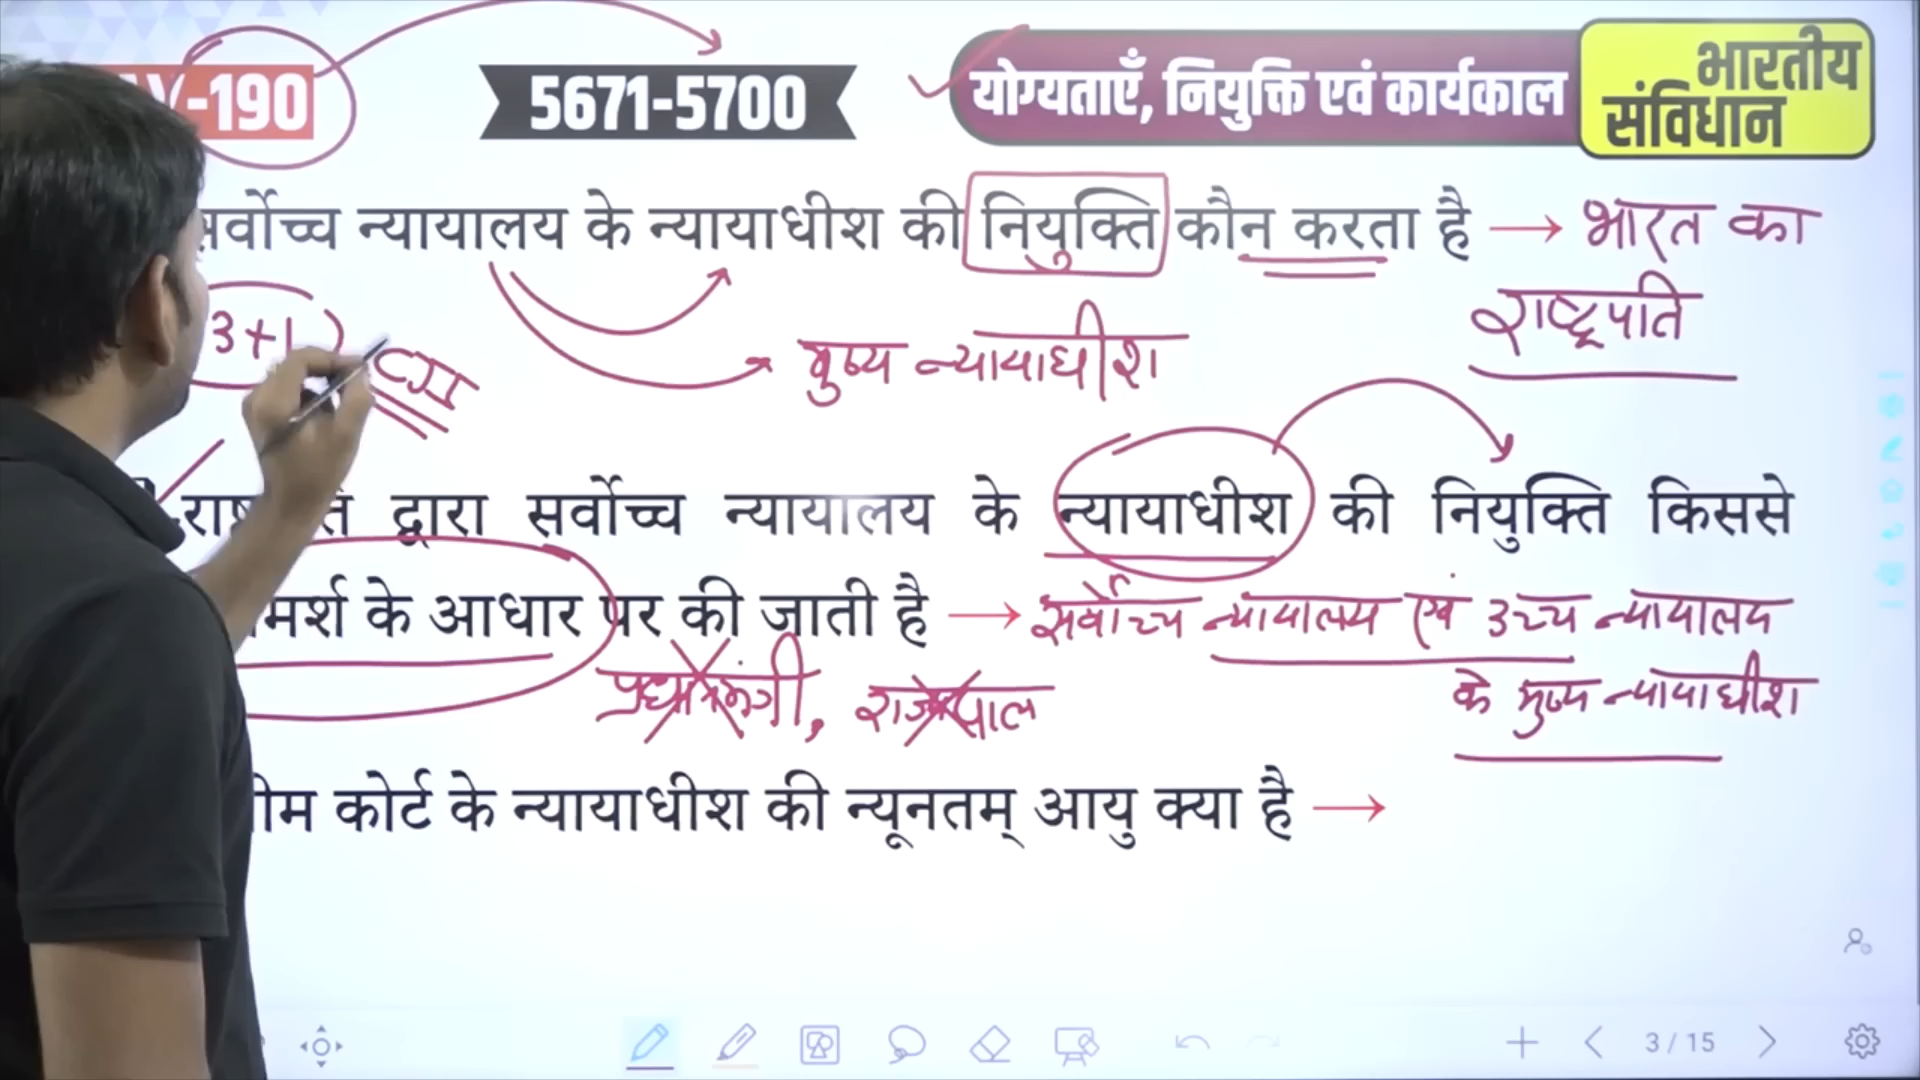 -190
5671-5700
योग्यताएँ, नियुक्ति एवं कार्यकाल
भारतीय
संविधान
सर्वोच्च न्यायालय के न्यायाधीश की नियुक्ति कौन करता है → भारत का
राष्ट्रपति
3+1
मुख्य न्यायाधीश
द्वारा सर्वोच्च न्यायालय के न्यायाधीश की नियुक्ति किससे
के आधार पर की जाती है → सर्वोच्च न्यायालय एवं उच्च न्यायालय
के मुख्य न्यायाधीश
प्रधानमंत्री, राज्यपाल
कोर्ट के न्यायाधीश की न्यूनतम् आयु क्या है →
3 / 15